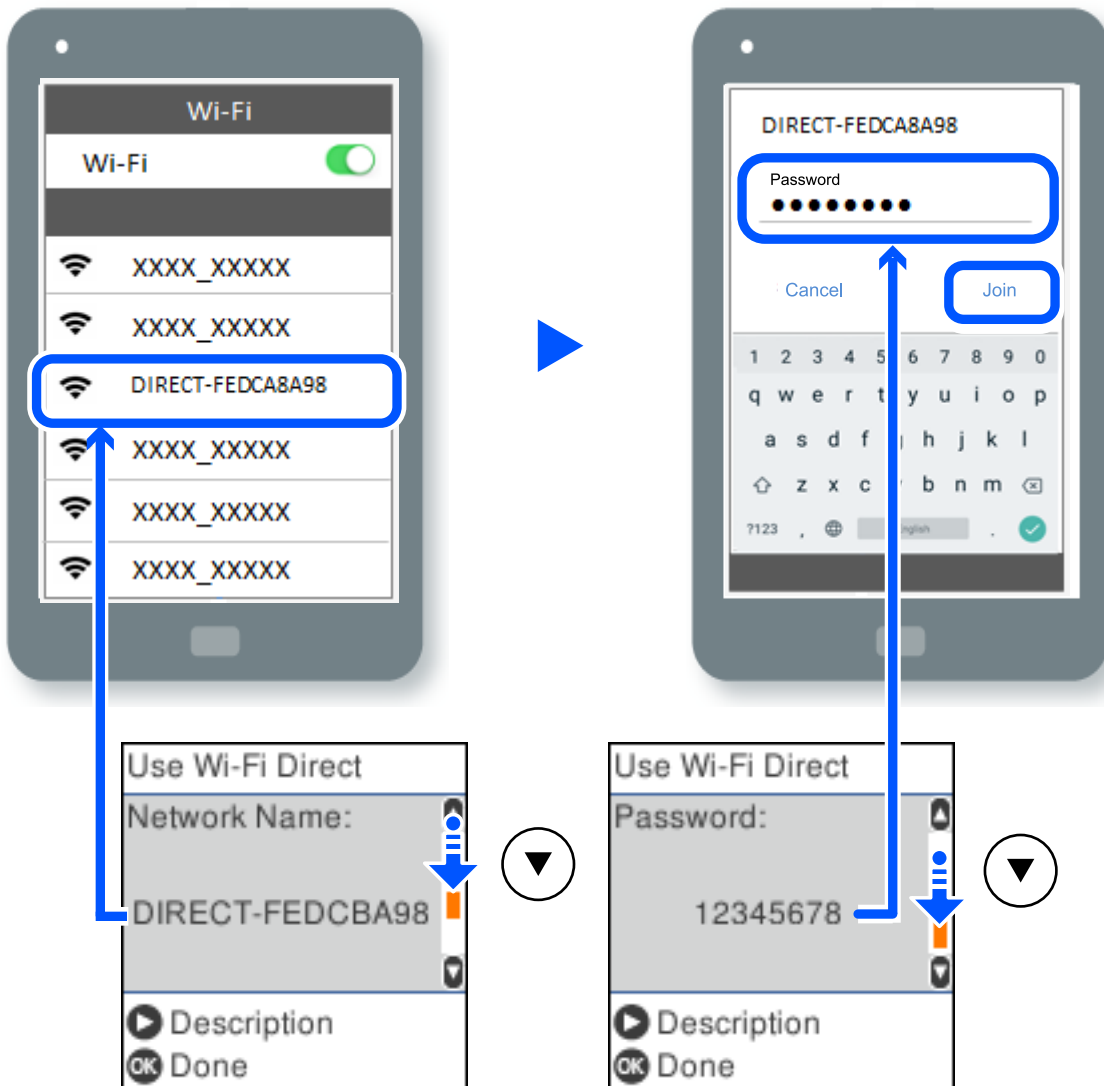 Wi-Fi
Wi-Fi
XXXX_XXXXX
XXXX_XXXXX
DIRECT-FEDCA8A98
XXXX_XXXXX
XXXX_XXXXX
XXXX_XXXXX
DIRECT-FEDCA8A98
Password
●●●●●●●●
Cancel
Join
1 2 3 4 5 6 7 8 9 0
q w e r t y u i o p
a s d f h j k l
z x c b n m
?123 , .
Use Wi-Fi Direct
Network Name:
DIRECT-FEDCBA98
Description
OK Done
Use Wi-Fi Direct
Password:
12345678
Description
OK Done